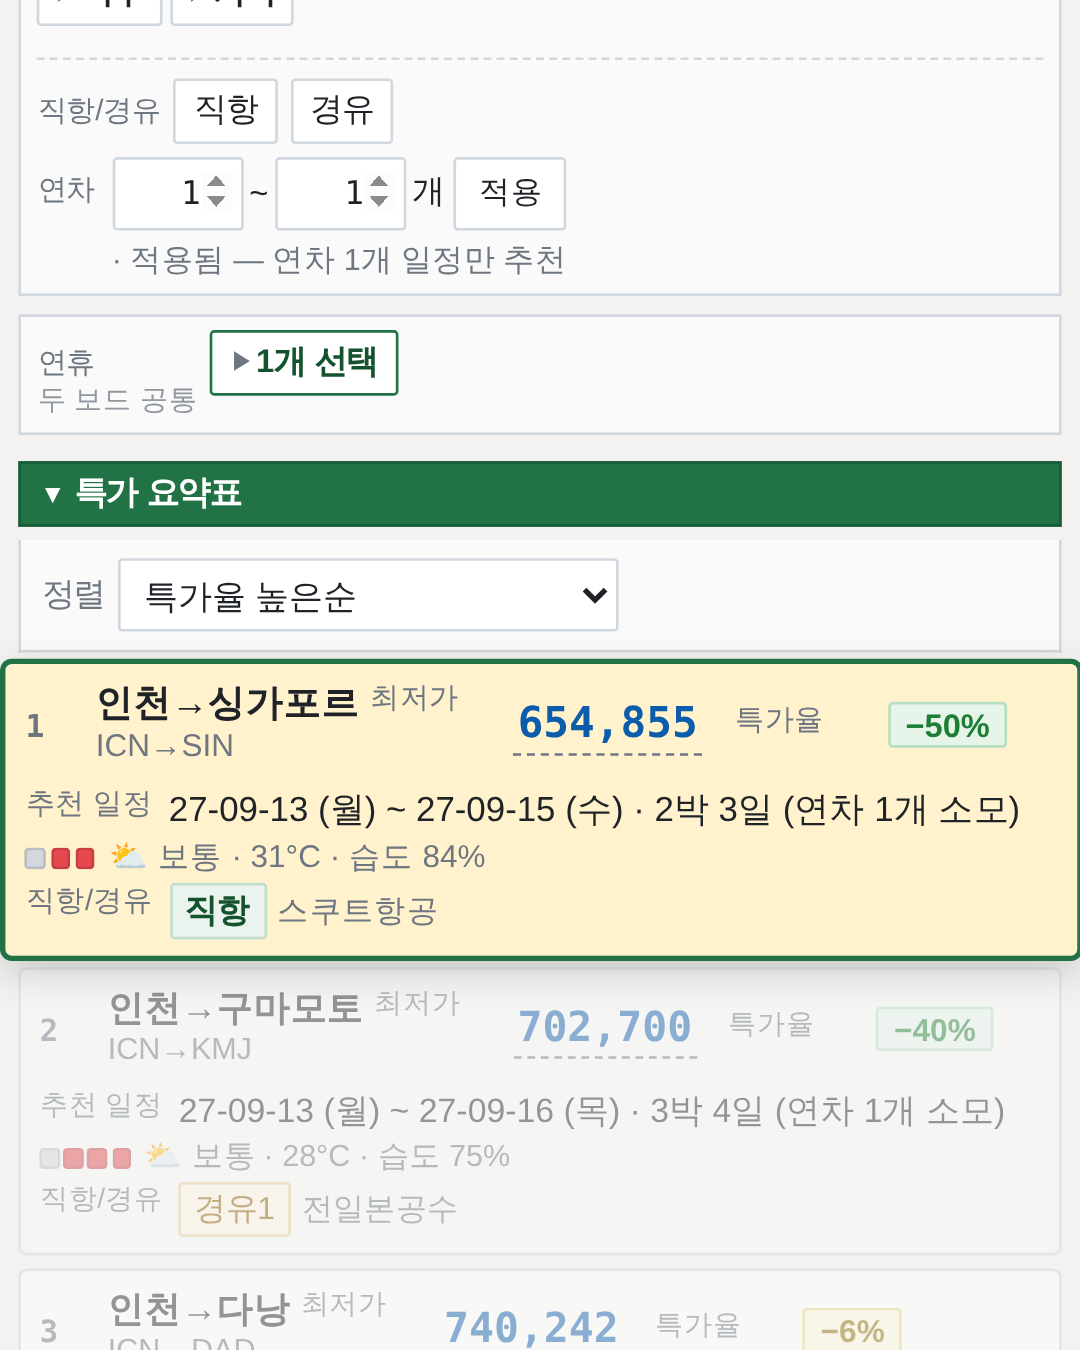 직항/경유 직항 경유
연차 1 ~ 1 개 적용
· 적용됨 — 연차 1개 일정만 추천
연휴 ▶ 1개 선택
두 보드 공통
▼ 특가 요약표
정렬 특가율 높은순
1 인천→싱가포르 최저가 654,855 특가율 −50%
ICN→SIN
추천 일정 27-09-13 (월) ~ 27-09-15 (수) · 2박 3일 (연차 1개 소모)
⛅ 보통 · 31°C · 습도 84%
직항/경유 직항 스쿠트항공
2 인천→구마모토 최저가 702,700 특가율 −40%
ICN→KMJ
추천 일정 27-09-13 (월) ~ 27-09-16 (목) · 3박 4일 (연차 1개 소모)
⛅ 보통 · 28°C · 습도 75%
직항/경유 경유1 전일본공수
3 인천→다낭 최저가 740,242 특가율 −6%
ICN→DAD